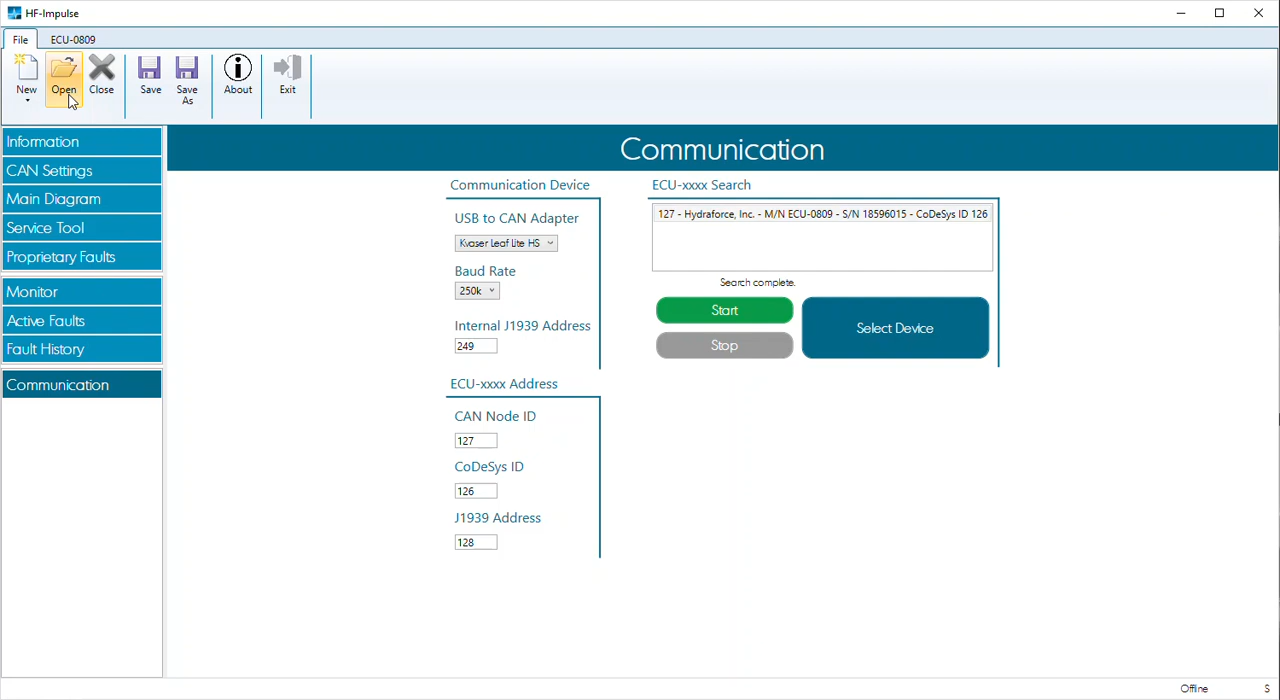 HF-Impulse
File ECU-0809
New Open Close Save Save As About Exit
Information
CAN Settings
Main Diagram
Service Tool
Proprietary Faults
Monitor
Active Faults
Fault History
Communication
Communication
Communication Device
USB to CAN Adapter
Kvaser Leaf Lite HS
Baud Rate
250k
Internal J1939 Address
249
ECU-xxxx Address
CAN Node ID
127
CoDeSys ID
126
J1939 Address
128
ECU-xxxx Search
127 - Hydraforce, Inc. - M/N ECU-0809 - S/N 18596015 - CoDeSys ID 126
Search complete.
Start
Stop
Select Device
Offline S